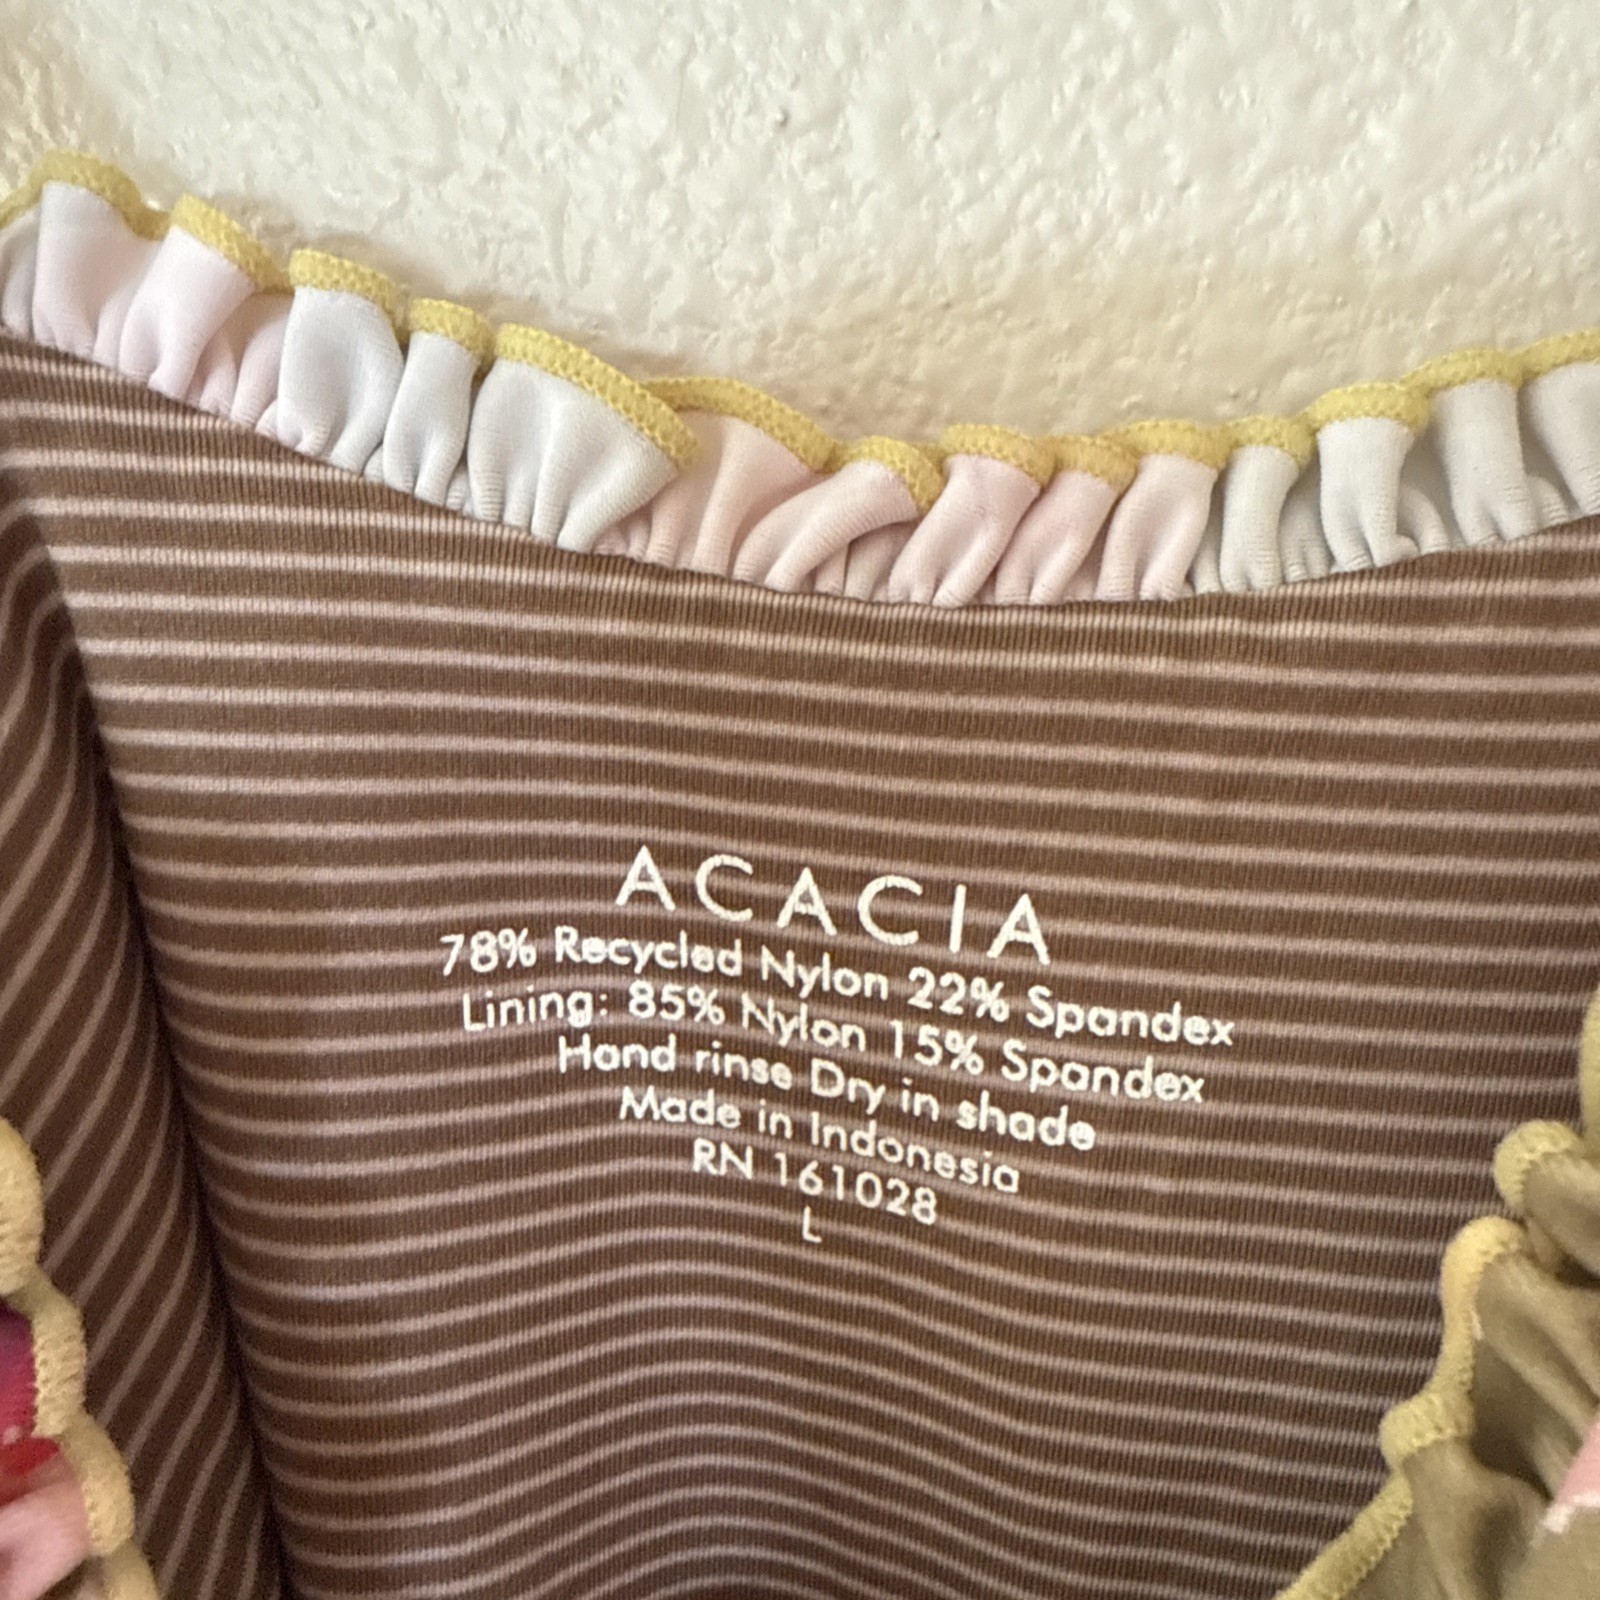 ACACIA
78% Recycled Nylon 22% Spandex
Lining: 85% Nylon 15% Spandex
Hand rinse Dry in shade
Made in Indonesia
RN 161028
L